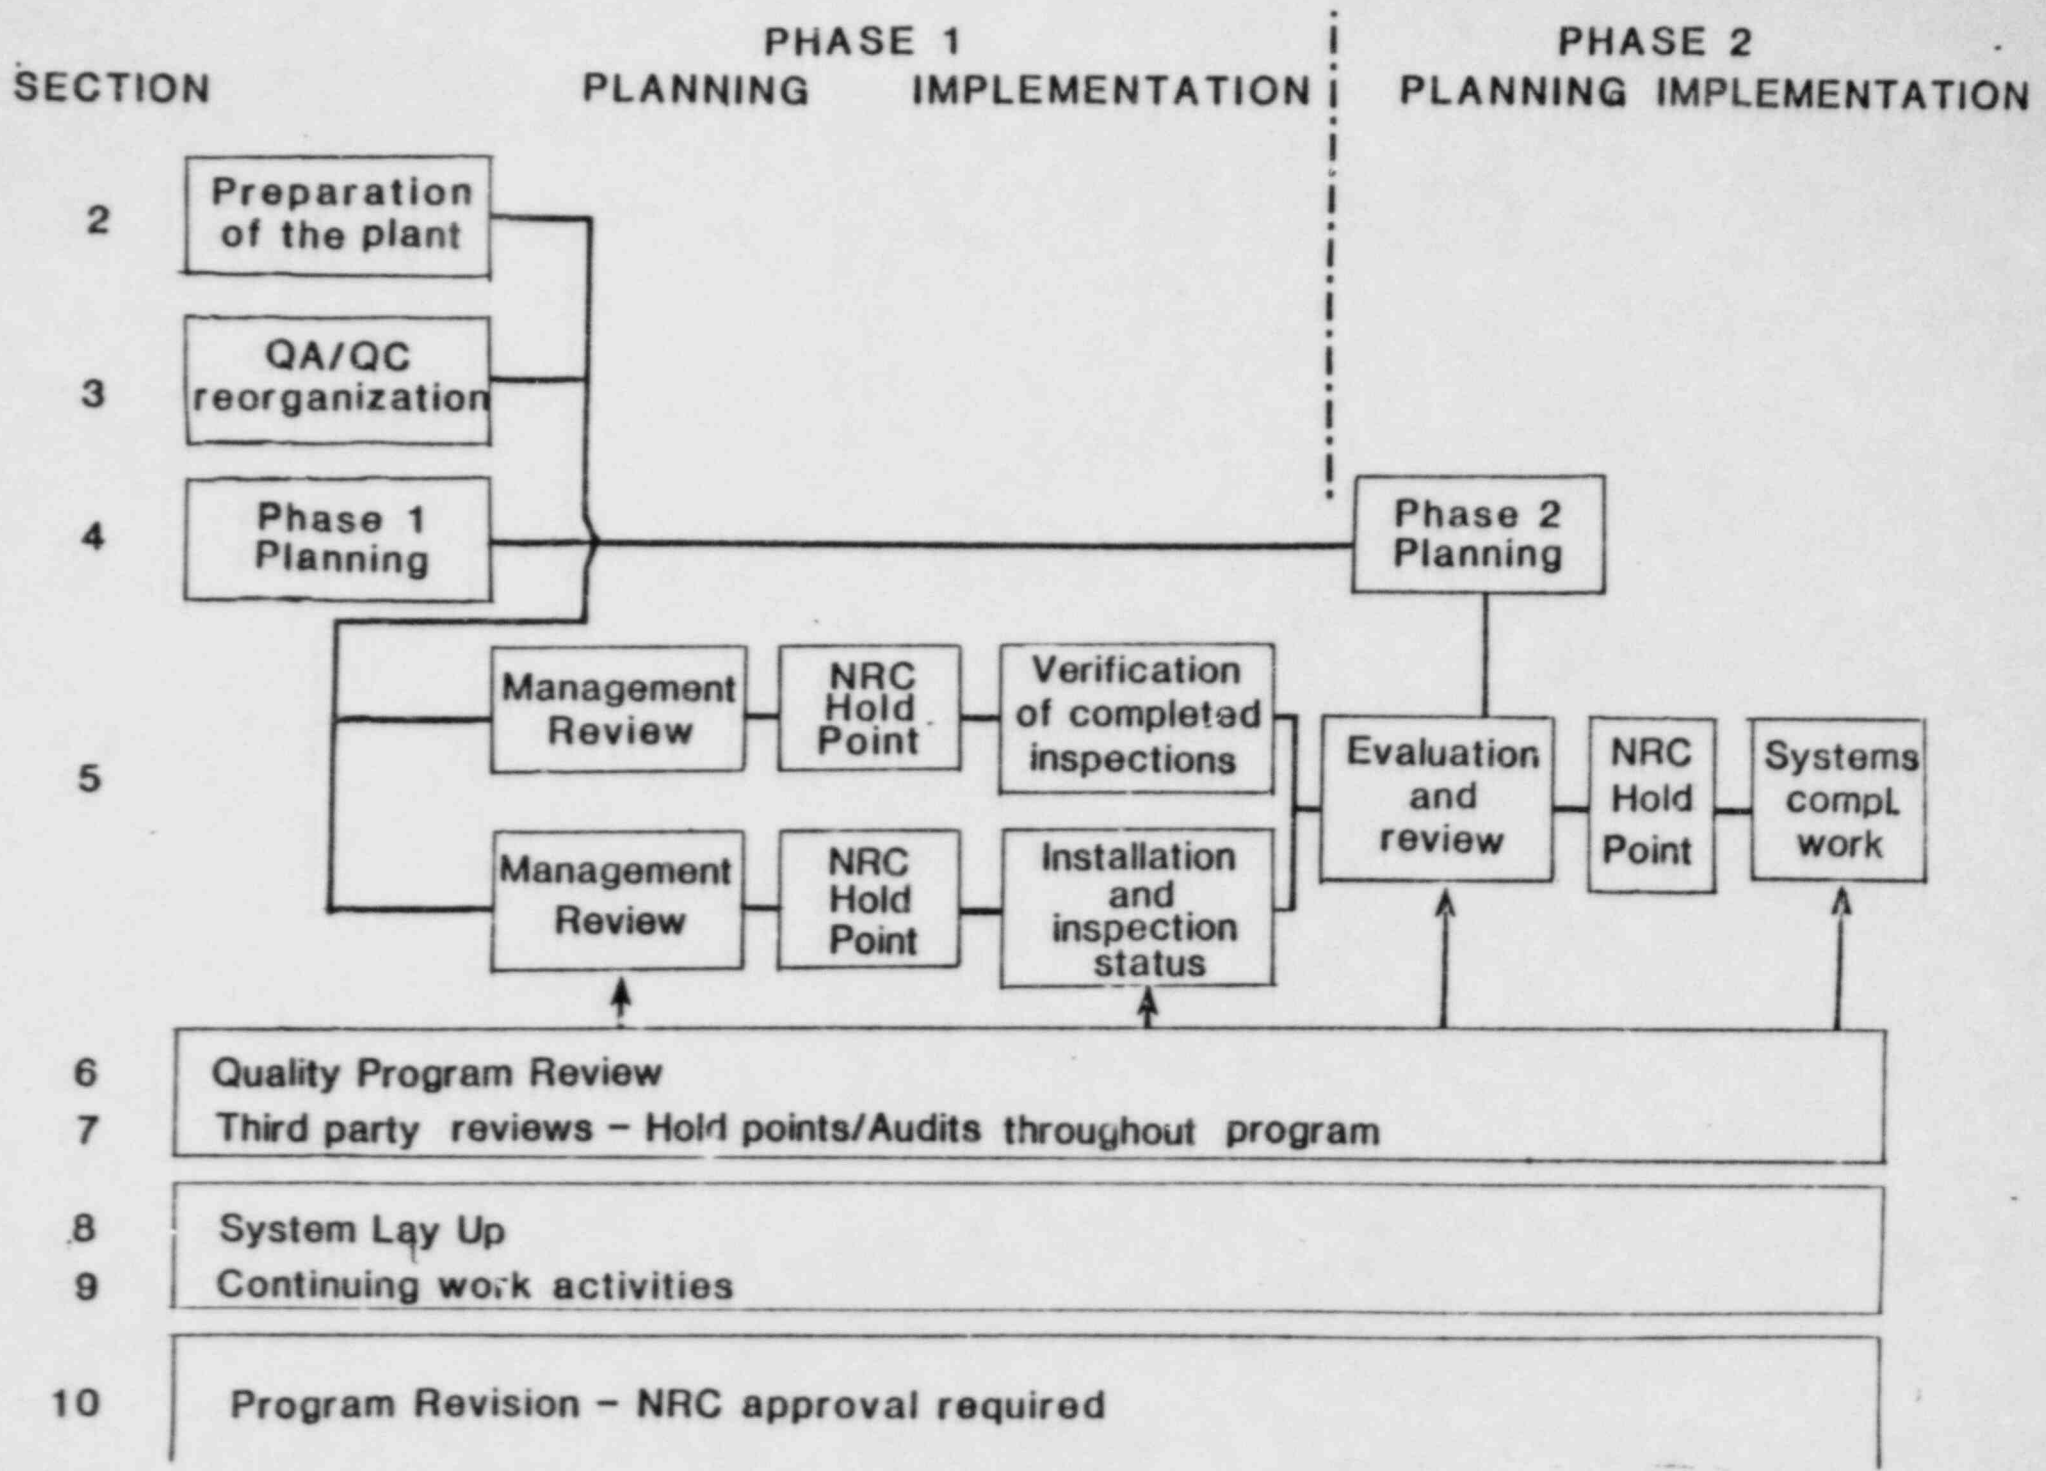 PHASE 1
PHASE 2
SECTION
PLANNING IMPLEMENTATION
PLANNING IMPLEMENTATION
2
Preparation
of the plant
3
QA/QC
reorganization
4
Phase 1
Planning
Phase 2
Planning
5
Management
Review
NRC
Hold
Point
Verification
of completed
inspections
Evaluation
and
review
NRC
Hold
Point
Systems
compl.
work
Management
Review
NRC
Hold
Point
Installation
and
inspection
status
6
Quality Program Review
7
Third party reviews – Hold points/Audits throughout program
8
System Lay Up
9
Continuing work activities
10
Program Revision – NRC approval required